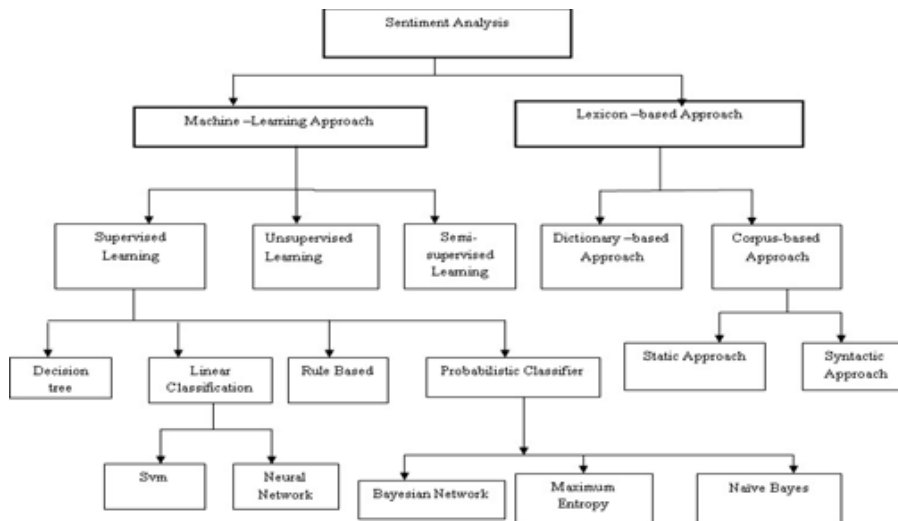 Sentiment Analysis
Machine –Learning Approach
Lexicon –based Approach
Supervised
Learning
Unsupervised
Learning
Semi-
supervised
Learning
Dictionary –based
Approach
Corpus-based
Approach
Decision
tree
Linear
Classification
Rule Based
Probabilistic Classifier
Static Approach
Syntactic
Approach
Svm
Neural
Network
Bayesian Network
Maximum
Entropy
Naïve Bayes